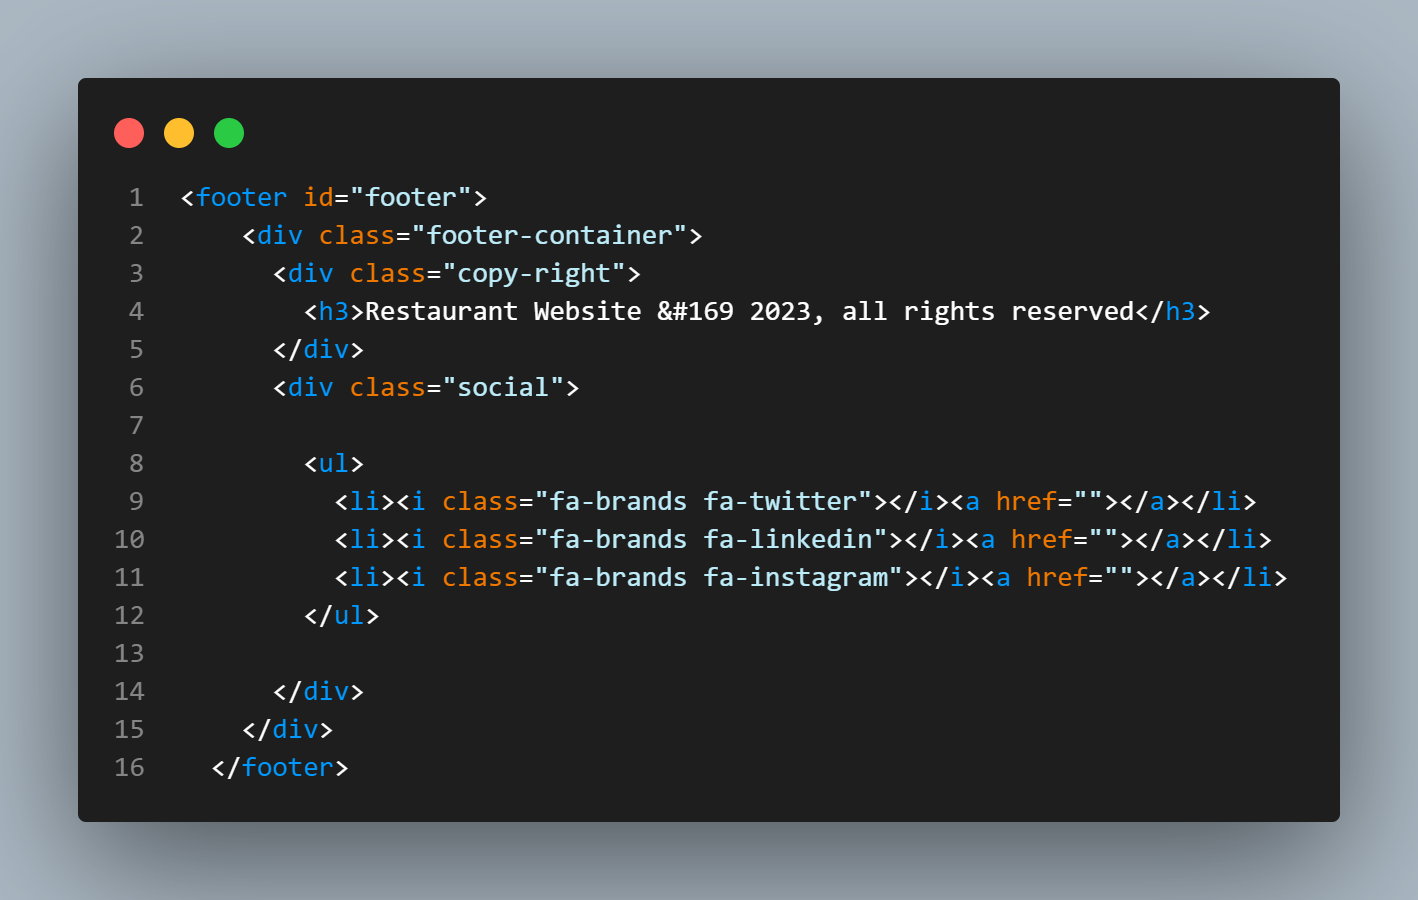 1 <footer id="footer">
2     <div class="footer-container">
3       <div class="copy-right">
4         <h3>Restaurant Website &#169 2023, all rights reserved</h3>
5       </div>
6       <div class="social">
7
8         <ul>
9           <li><i class="fa-brands fa-twitter"></i><a href=""></a></li>
10           <li><i class="fa-brands fa-linkedin"></i><a href=""></a></li>
11           <li><i class="fa-brands fa-instagram"></i><a href=""></a></li>
12         </ul>
13
14       </div>
15     </div>
16   </footer>